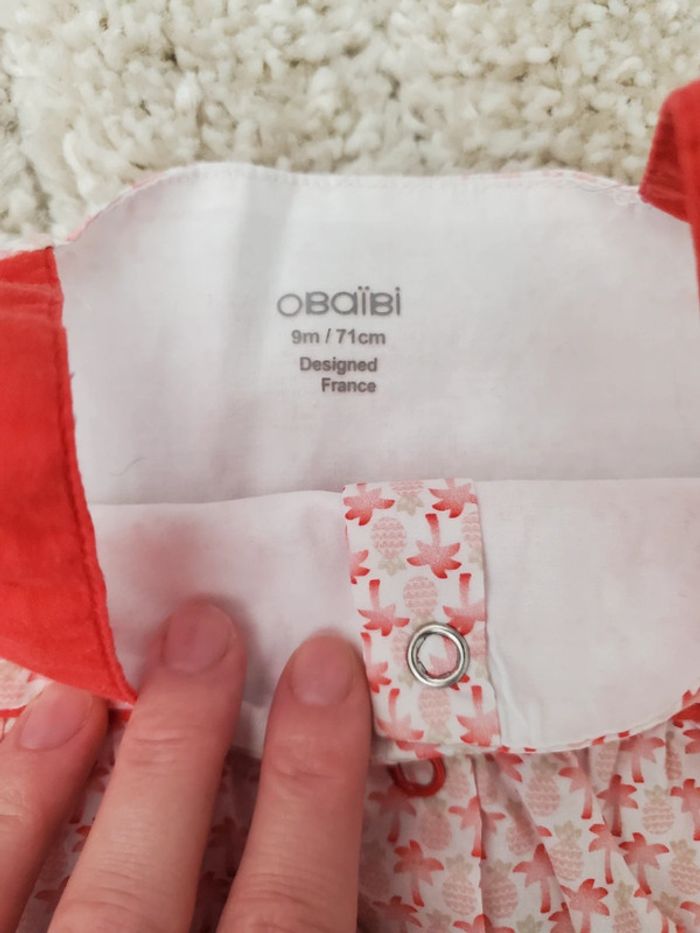 OBaïBi
9m / 71cm
Designed
France